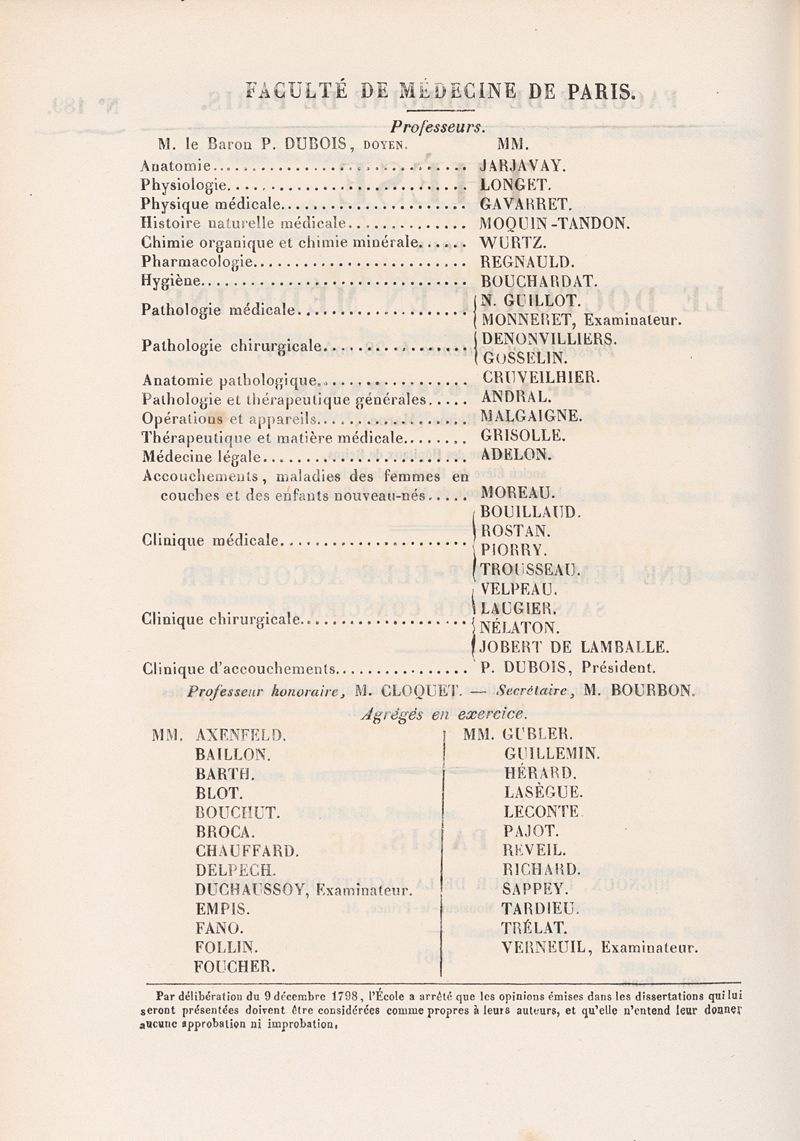 FACULTÉ DE MÉDECINE DE PARIS.
Professeurs.
M. le Baron P. DUBOIS, DOYEN. MM.
Anatomie.............................. JARJAVAY.
Physiologie............................ LONGET.
Physique médicale....................... GAVARRET.
Histoire naturelle médicale............... MOQUIN-TANDON.
Chimie organique et chimie minérale...... WURTZ.
Pharmacologie.......................... REGNAULD.
Hygiène................................ BOUCHARDAT.
Pathologie médicale..................... { N. GUILLOT.
MONNERET, Examinateur.
Pathologie chirurgicale.................. { DENONVILLIERS.
GOSSELIN.
Anatomie pathologique.................. CRUVEILHIER.
Pathologie et thérapeutique générales..... ANDRAL.
Opérations et appareils.................. MALGAIGNE.
Thérapeutique et matière médicale........ GRISOLLE.
Médecine légale......................... ADELON.
Accouchements, maladies des femmes en
couches et des enfants nouveau-nés..... MOREAU.
Clinique médicale....................... { BOUILLAUD.
ROSTAN.
PIORRY.
TROUSSEAU.
Clinique chirurgicale..................... { VELPEAU.
LAUGIER.
NÉLATON.
JOBERT DE LAMBALLE.
Clinique d'accouchements................ P. DUBOIS, Président.
Professeur honoraire, M. CLOQUET. — Secrétaire, M. BOURBON.
Agrégés en exercice.
MM. AXENFELD.
BAILLON.
BARTH.
BLOT.
BOUCHUT.
BROCA.
CHAUFFARD.
DELPECH.
DUCHAUSSOY, Examinateur.
EMPIS.
FANO.
FOLLIN.
FOUCHER.
MM. GUBLER.
GUILLEMIN.
HÉRARD.
LASÈGUE.
LECONTE.
PAJOT.
REVEIL.
RICHARD.
SAPPEY.
TARDIEU.
TRÉLAT.
VERNEUIL, Examinateur.
Par délibération du 9 décembre 1798, l'École a arrêté que les opinions émises dans les dissertations qui lui
seront présentées doivent être considérées comme propres à leurs auteurs, et qu'elle n'entend leur donner
aucune approbation ni improbation.